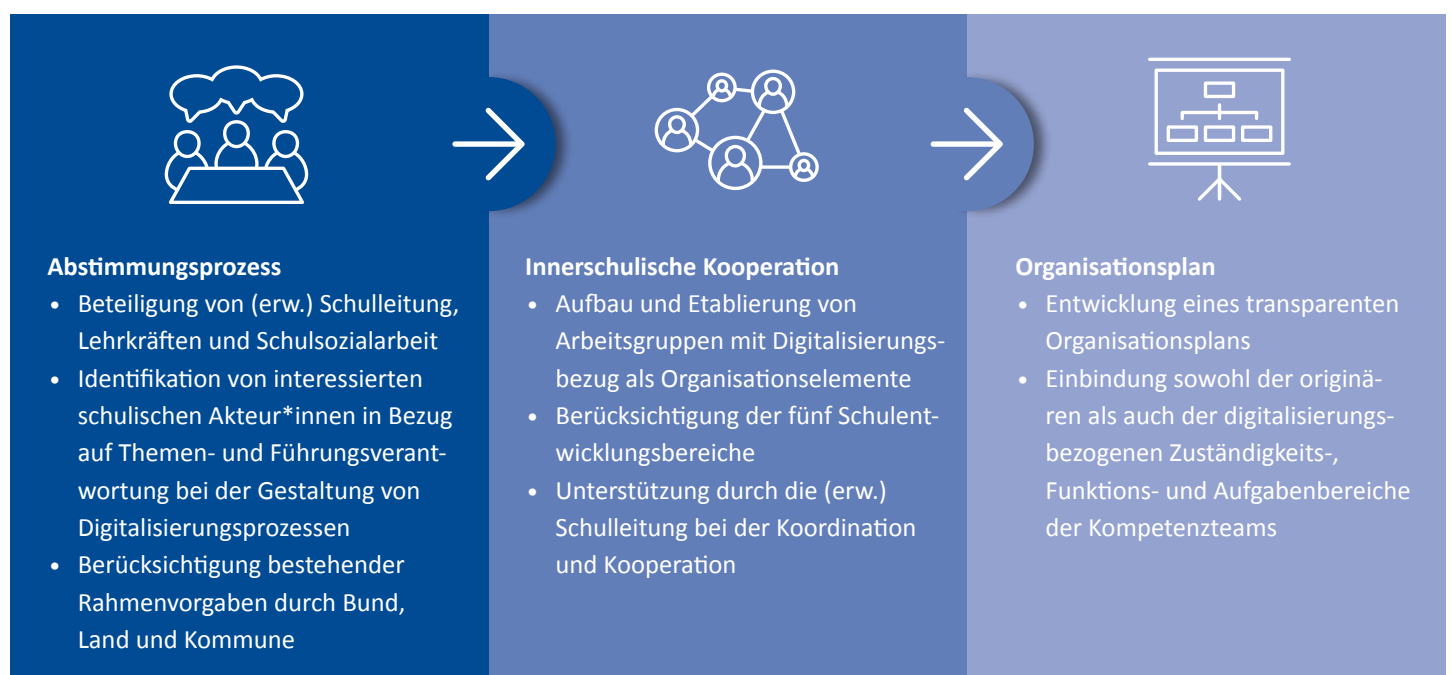 Abstimmungsprozess
• Beteiligung von (erw.) Schulleitung,
Lehrkräften und Schulsozialarbeit
• Identifikation von interessierten
schulischen Akteur*innen in Bezug
auf Themen- und Führungsverant-
wortung bei der Gestaltung von
Digitalisierungsprozessen
• Berücksichtigung bestehender
Rahmenvorgaben durch Bund,
Land und Kommune
Innerschulische Kooperation
• Aufbau und Etablierung von
Arbeitsgruppen mit Digitalisierungs-
bezug als Organisationselemente
• Berücksichtigung der fünf Schulent-
wicklungsbereiche
• Unterstützung durch die (erw.)
Schulleitung bei der Koordination
und Kooperation
Organisationsplan
• Entwicklung eines transparenten
Organisationsplans
• Einbindung sowohl der originä-
ren als auch der digitalisierungs-
bezogenen Zuständigkeits-,
Funktions- und Aufgabenbereiche
der Kompetenzteams